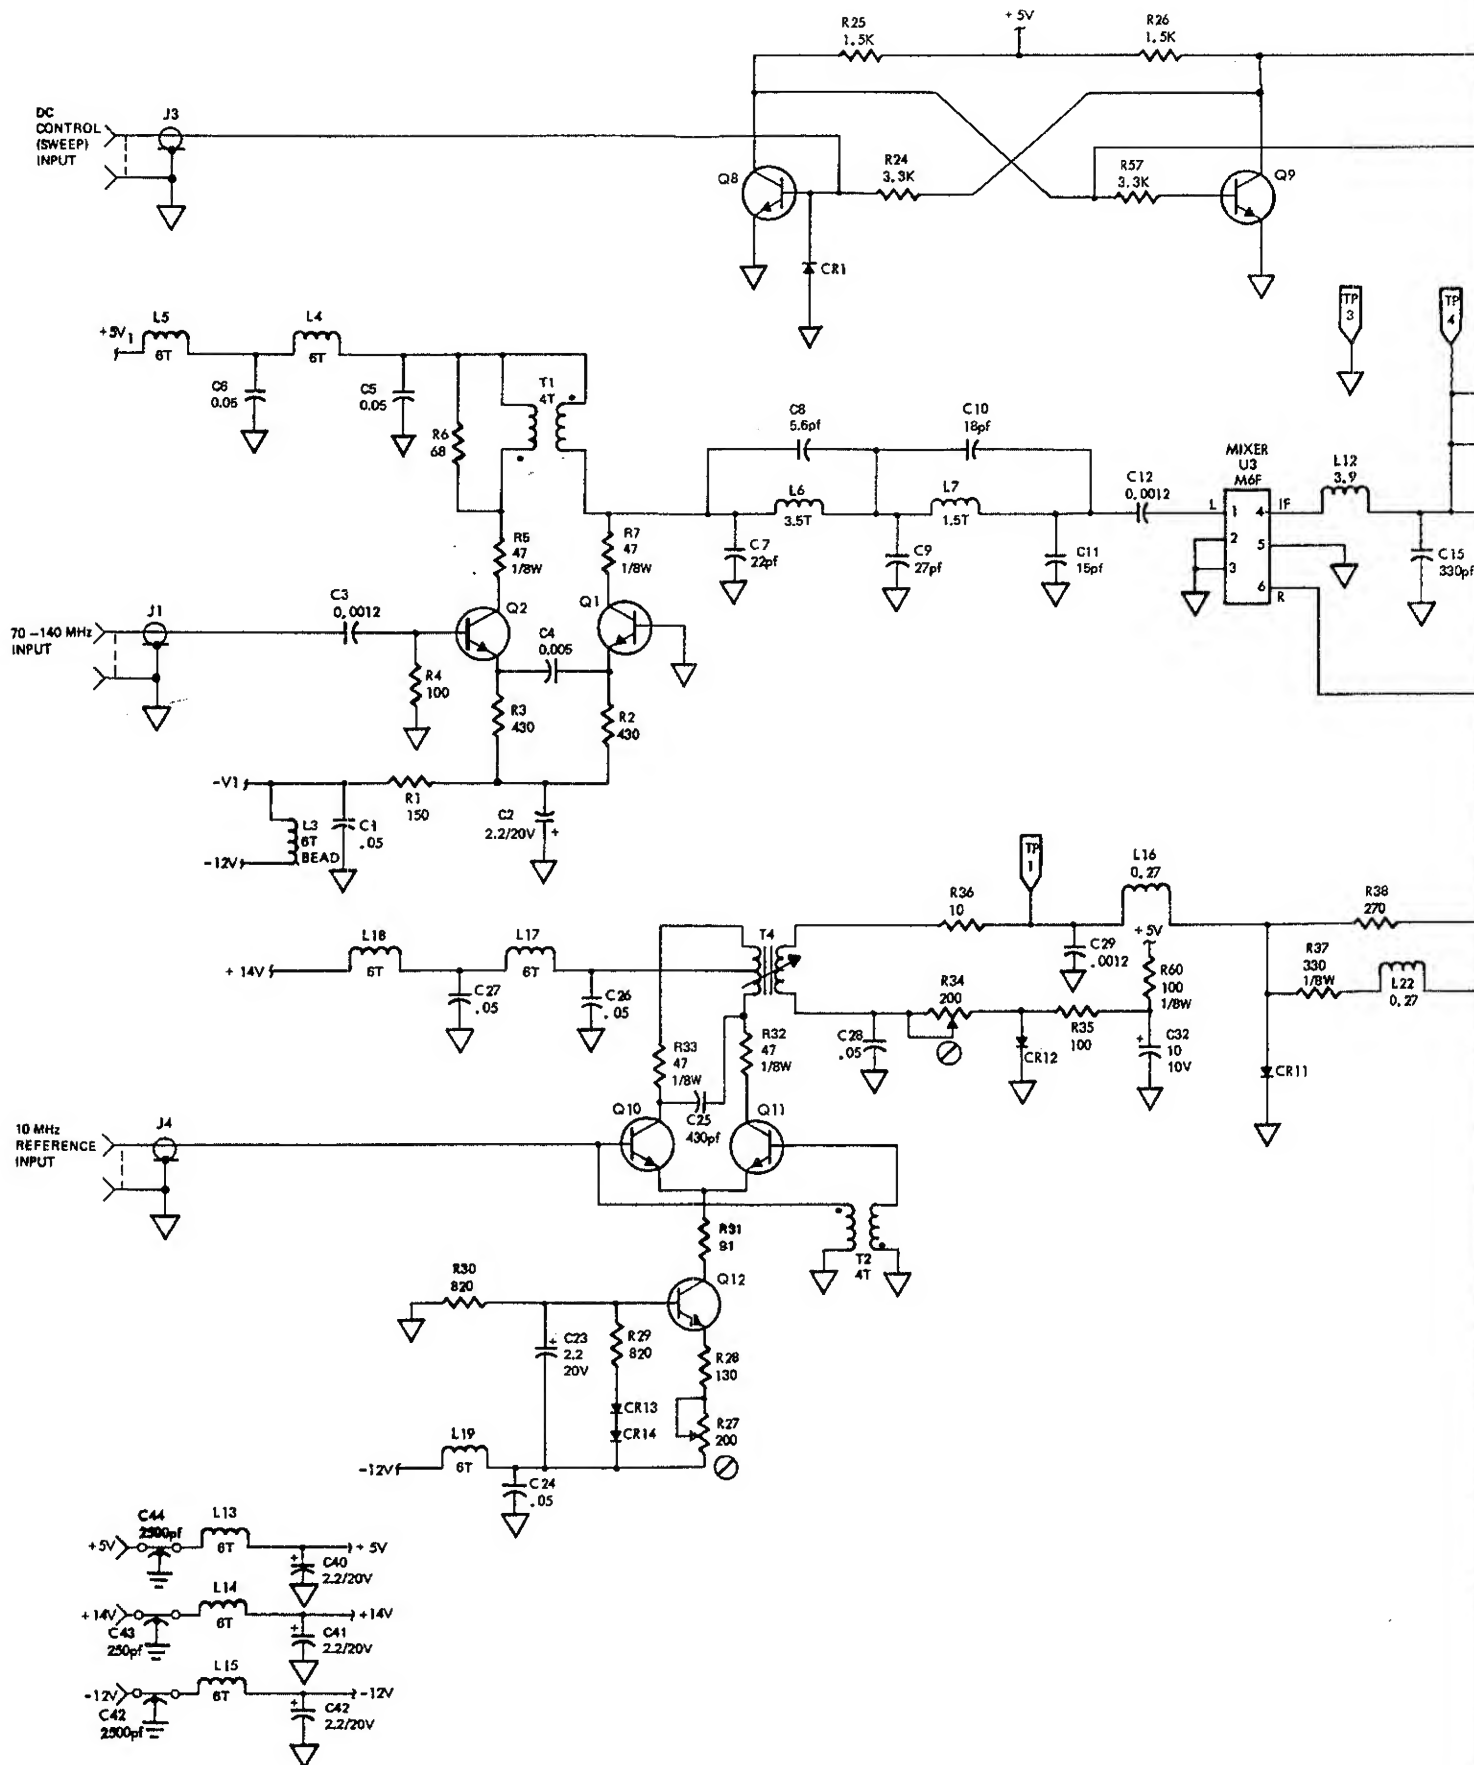 R25
1.5K
+ 5V
R26
1.5K
DC
CONTROL
(SWEEP)
INPUT
J3
Q8
R24
3.3K
R57
3.3K
Q9
CR1
TP
3
TP
4
+5V1
L5
6T
L4
6T
C6
0.05
C5
0.05
R6
68
T1
4T
C8
5.6pf
C10
18pf
L6
3.5T
L7
1.5T
C7
22pf
C9
27pf
C11
15pf
C12
0.0012
MIXER
U3
M6F
L
1
2
3
4
5
6
IF
R
L12
3.9
C15
330pf
R5
47
1/8W
R7
47
1/8W
70 –140 MHz
INPUT
J1
C3
0.0012
Q2
Q1
C4
0.005
R4
100
R3
430
R2
430
-V1
R1
150
C2
2.2/20V
+
L3
6T
BEAD
C1
.05
-12V
TP
1
L16
0.27
R36
10
R38
270
+ 14V
L18
6T
L17
6T
T4
C29
.0012
+ 5V
R60
100
1/8W
R37
330
1/8W
L22
0.27
C27
.05
C26
.05
R34
200
R35
100
C28
.05
CR12
+
C32
10
10V
CR11
R33
47
1/8W
R32
47
1/8W
10 MHz
REFERENCE
INPUT
J4
Q10
C25
430pf
Q11
R31
91
T2
4T
R30
820
Q12
+
C23
2.2
20V
R29
820
R28
130
CR13
CR14
R27
200
-12V
L19
6T
C24
.05
C44
2500pf
L13
6T
+5V
+ 5V
+
C40
2.2/20V
+14V
L14
6T
+14V
C43
250pf
+
C41
2.2/20V
-12V
L15
6T
-12V
C42
2500pf
+
C42
2.2/20V